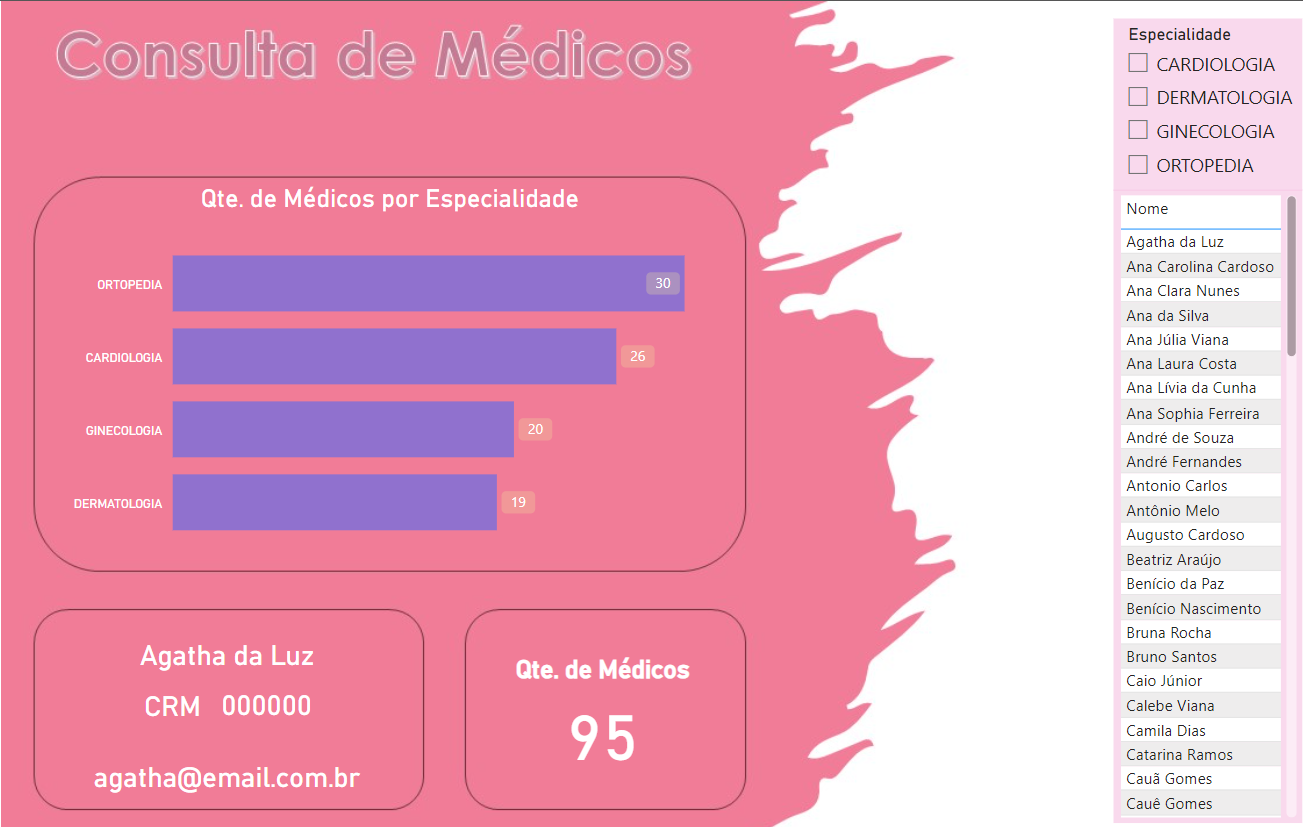 Consulta de Médicos
Qte. de Médicos por Especialidade
ORTOPEDIA 30
CARDIOLOGIA 26
GINECOLOGIA 20
DERMATOLOGIA 19
Agatha da Luz
CRM 000000
agatha@email.com.br
Qte. de Médicos
95
Especialidade
CARDIOLOGIA
DERMATOLOGIA
GINECOLOGIA
ORTOPEDIA
Nome
Agatha da Luz
Ana Carolina Cardoso
Ana Clara Nunes
Ana da Silva
Ana Júlia Viana
Ana Laura Costa
Ana Lívia da Cunha
Ana Sophia Ferreira
André de Souza
André Fernandes
Antonio Carlos
Antônio Melo
Augusto Cardoso
Beatriz Araújo
Benício da Paz
Benício Nascimento
Bruna Rocha
Bruno Santos
Caio Júnior
Calebe Viana
Camila Dias
Catarina Ramos
Cauã Gomes
Cauê Gomes